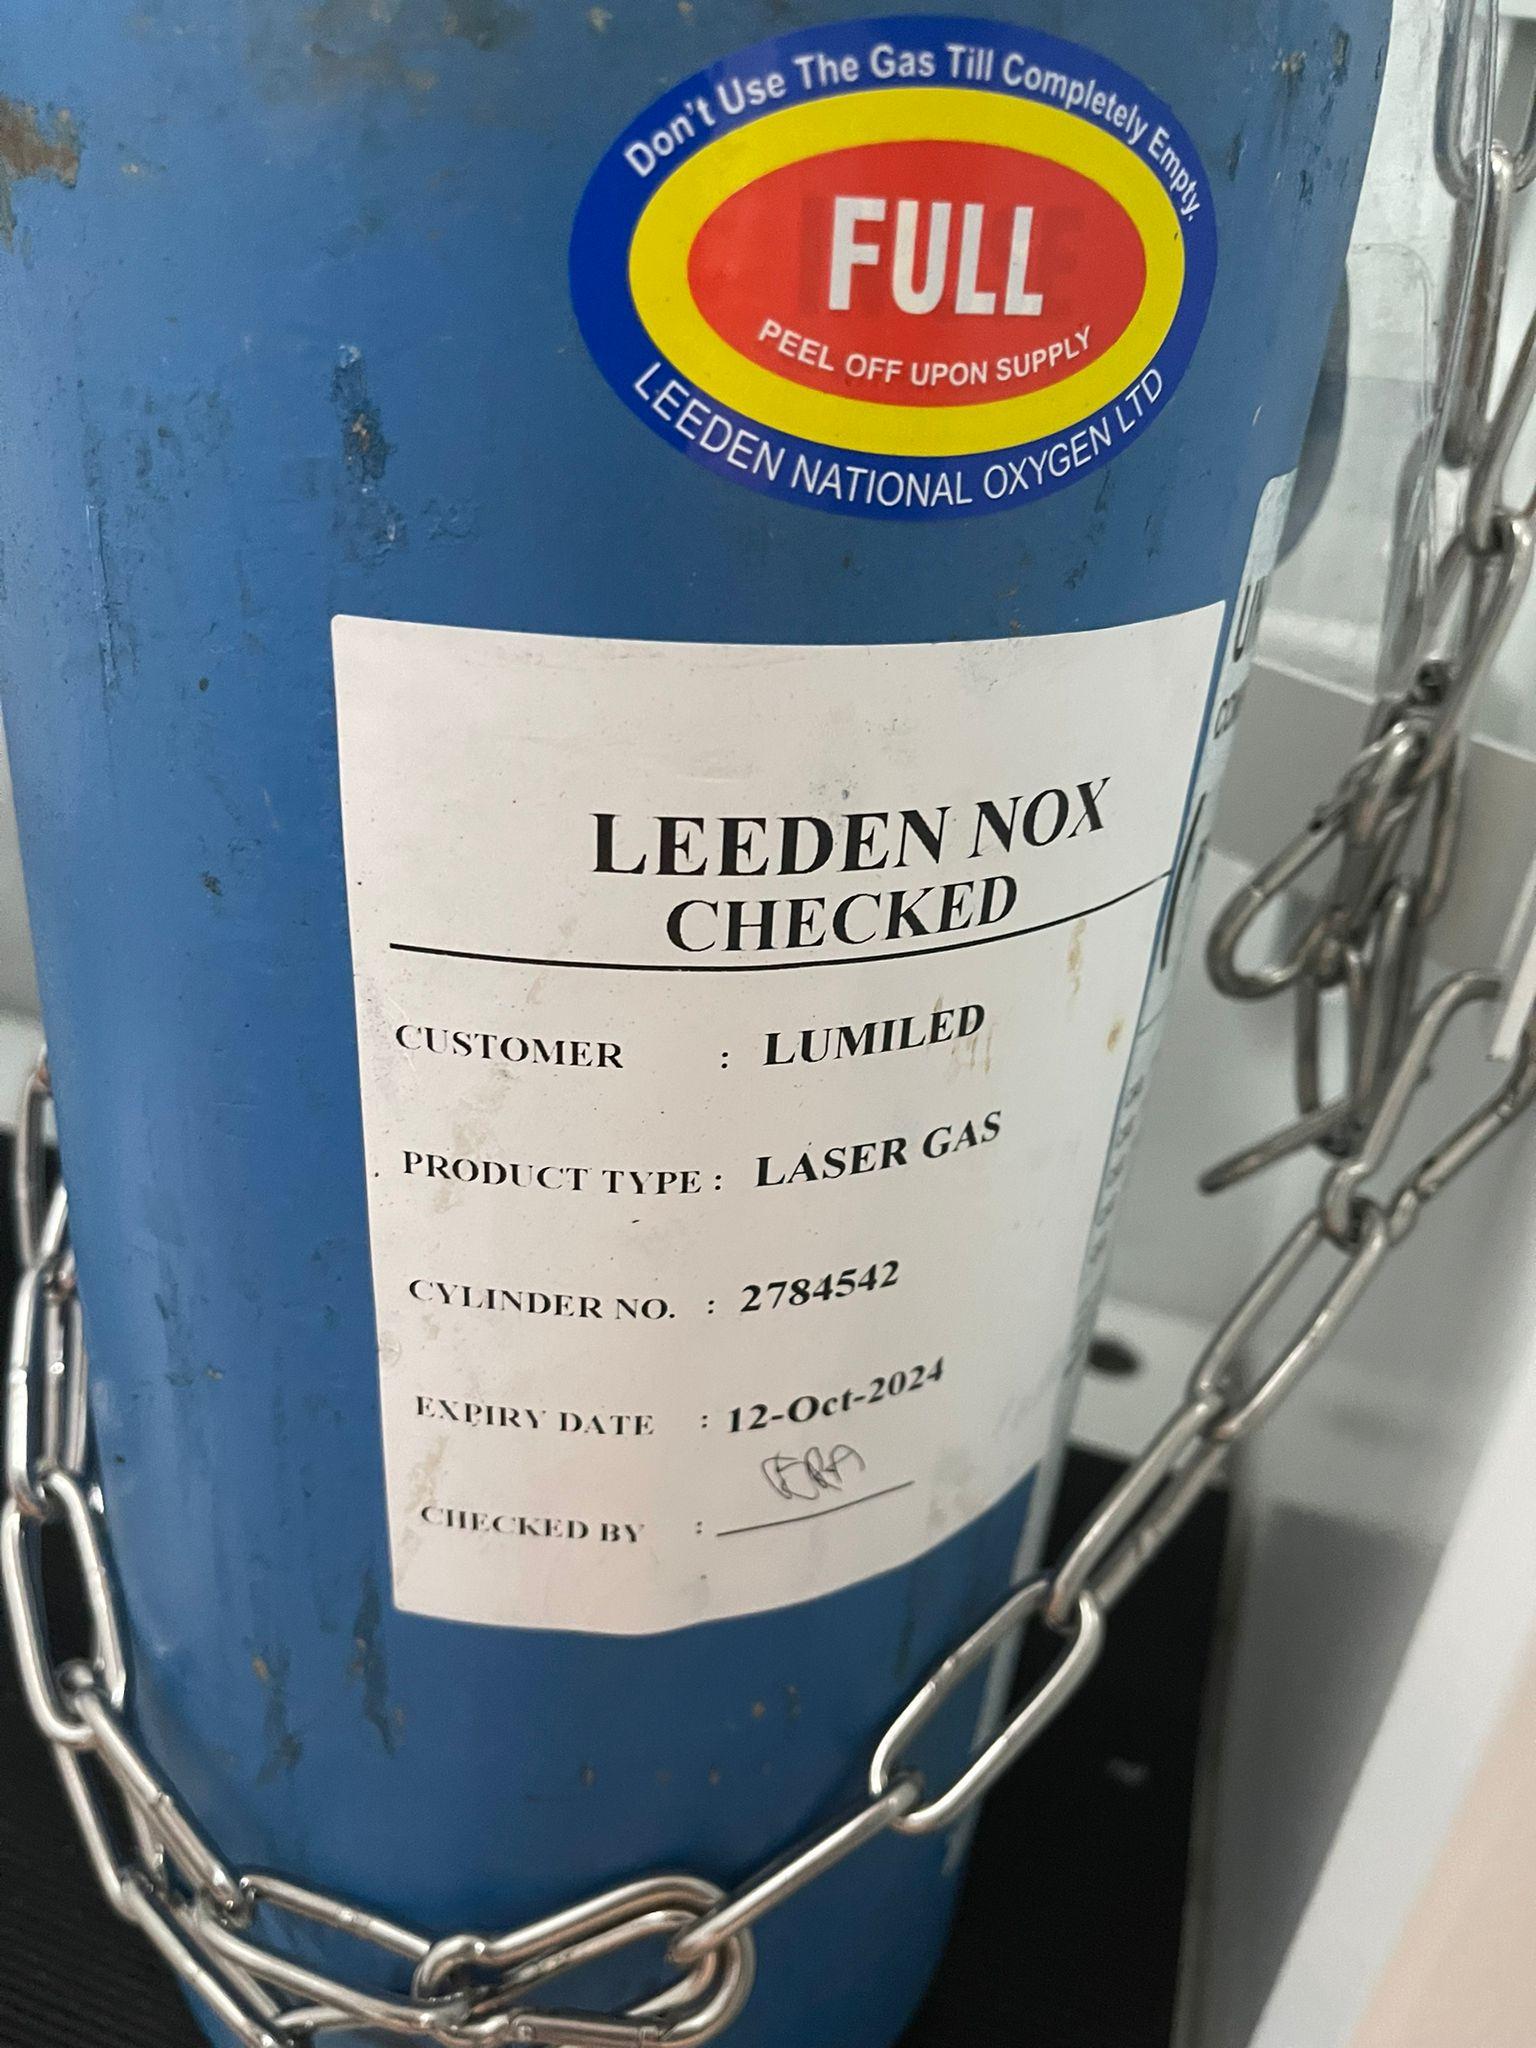 Don't Use The Gas Till Completely Empty.
FULL
PEEL OFF UPON SUPPLY
LEEDEN NATIONAL OXYGEN LTD
LEEDEN NOX
CHECKED
CUSTOMER : LUMILED
PRODUCT TYPE : LASER GAS
CYLINDER NO. : 2784542
EXPIRY DATE : 12-Oct-2024
CHECKED BY :